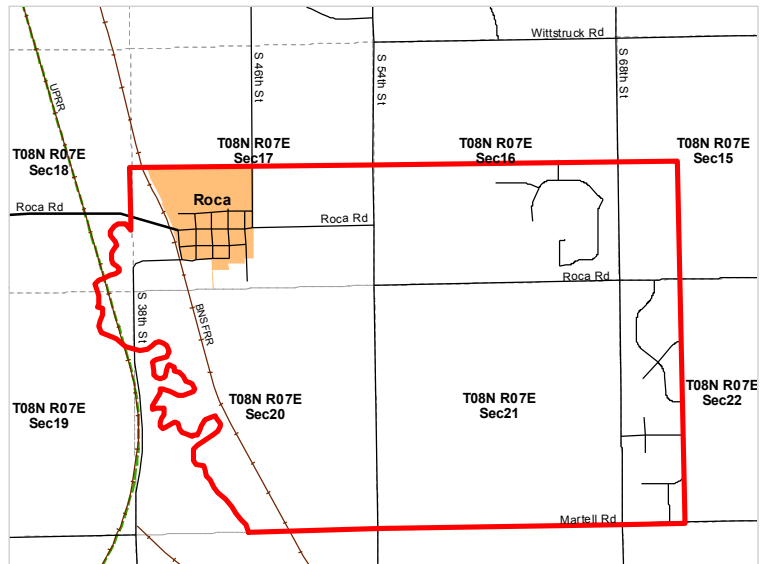 Wittstruck Rd
S 46th St
S 54th St
S 68th St
UPRR
T08N R07E
Sec18
T08N R07E
Sec17
T08N R07E
Sec16
T08N R07E
Sec15
Roca
Roca Rd
Roca Rd
Roca Rd
S 38th St
BNSFRR
T08N R07E
Sec19
T08N R07E
Sec20
T08N R07E
Sec21
T08N R07E
Sec22
Martell Rd